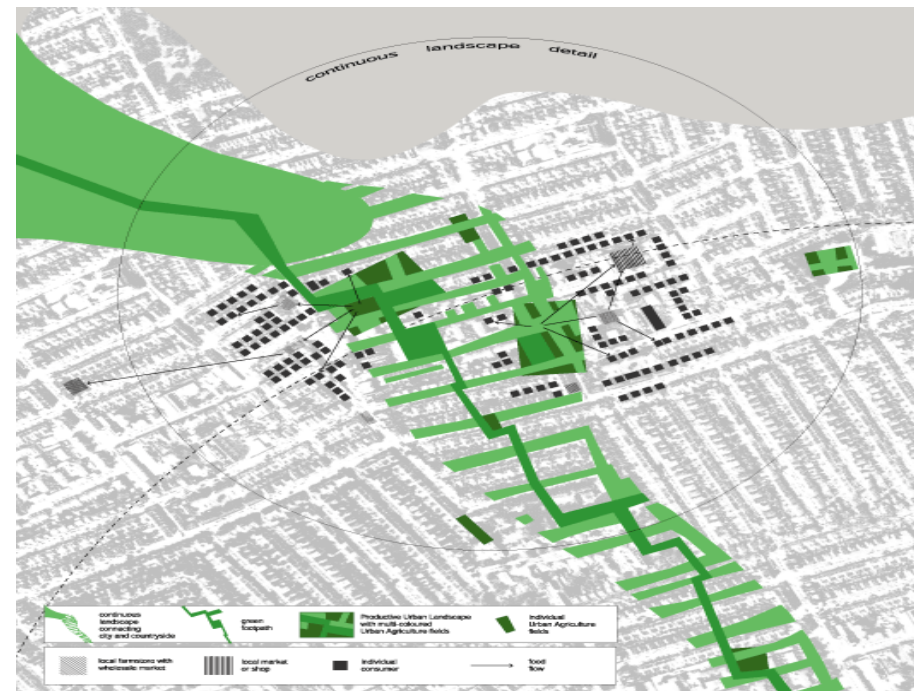 continuous landscape detail
continuous
landscape
connecting
city and countryside
green
footpath
Productive Urban Landscape
with multi-coloured
Urban Agriculture fields
individual
Urban Agriculture
fields
local farmstore with
wholesale market
local market
or shop
individual
consumer
food
flow